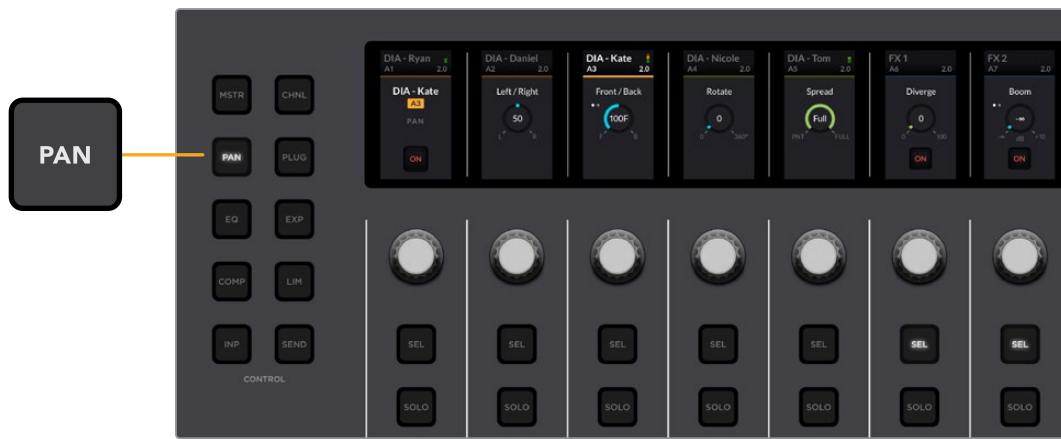 PAN
MSTR CHNL
PAN PLUG
EQ EXP
COMP LIM
INP SEND
CONTROL
DIA - Ryan DIA - Daniel DIA - Kate DIA - Nicole DIA - Tom FX 1 FX 2
A1 2.0 A2 2.0 A3 2.0 A4 2.0 A5 2.0 A6 2.0 A7 2.0
DIA - Kate Left / Right Front / Back Rotate Spread Diverge Boom
A3
PAN 50 100F 0 Full 0 -∞
L R F B 0 360° PNT FULL 0 100 -∞ dB +10
ON ON ON
SEL SEL SEL SEL SEL SEL SEL
SOLO SOLO SOLO SOLO SOLO SOLO SOLO